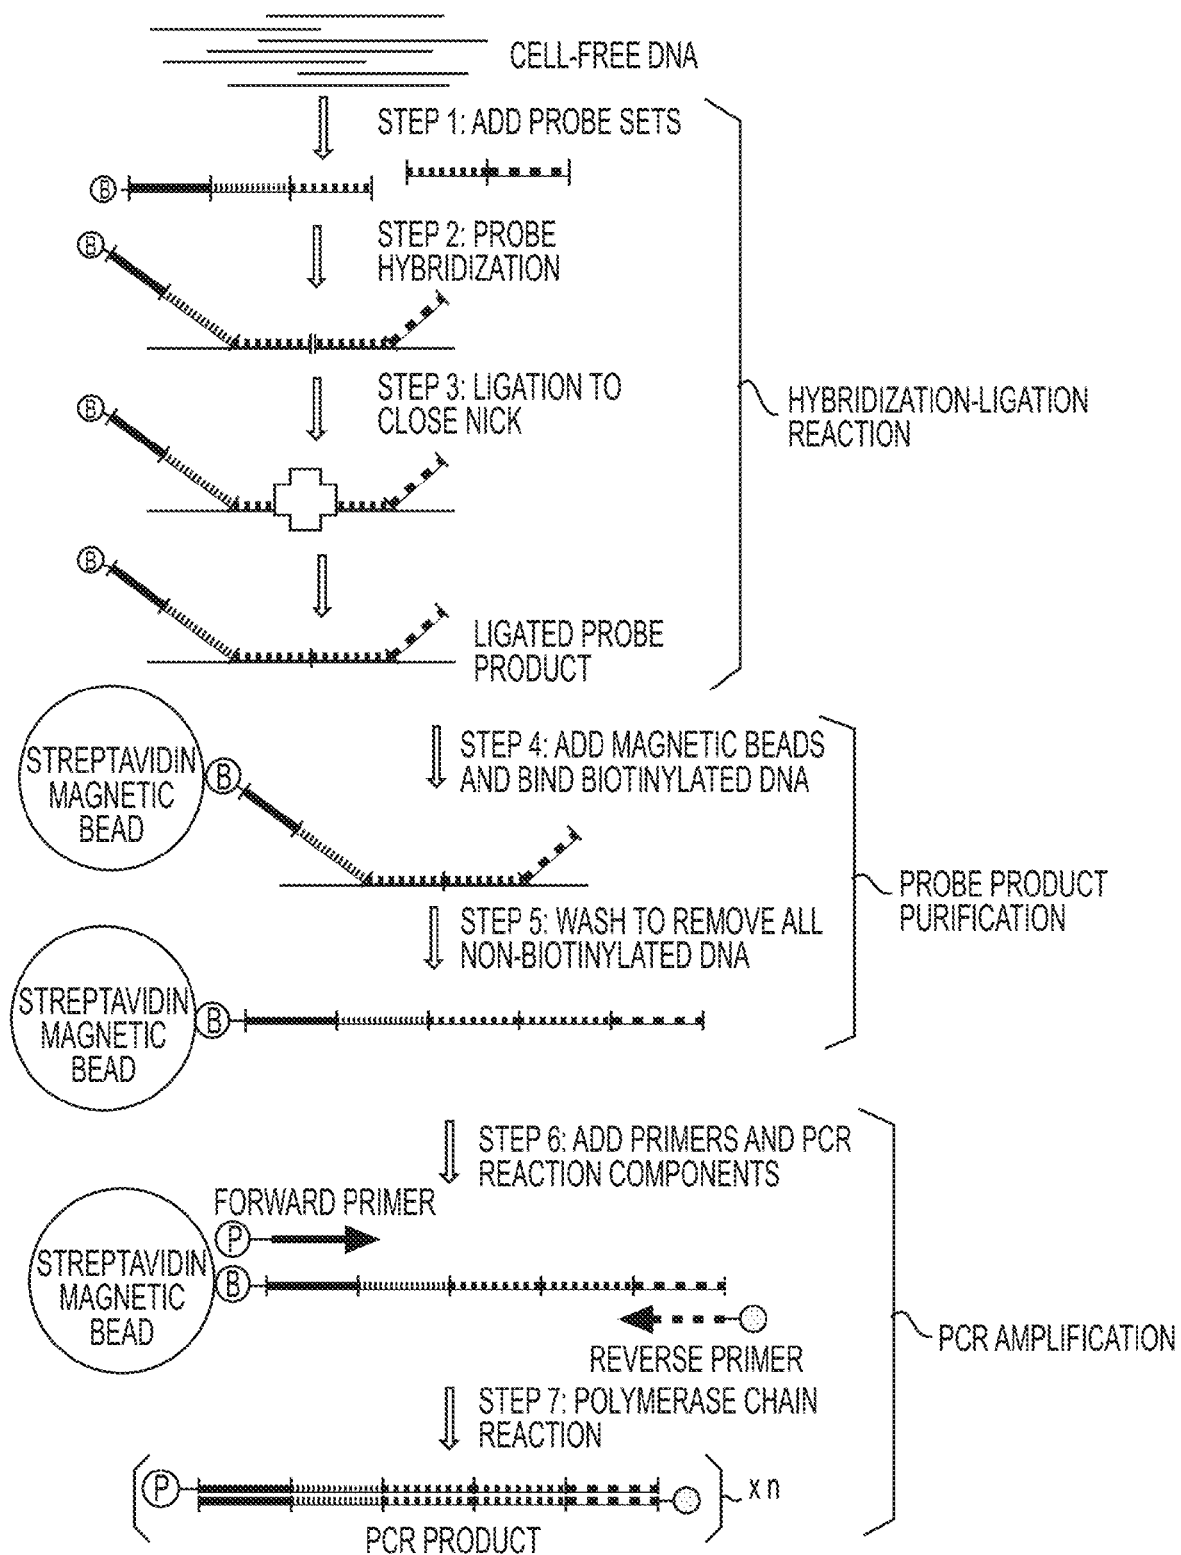 CELL-FREE DNA
STEP 1: ADD PROBE SETS
B
STEP 2: PROBE
HYBRIDIZATION
B
STEP 3: LIGATION TO
CLOSE NICK
B
HYBRIDIZATION-LIGATION
REACTION
B
LIGATED PROBE
PRODUCT
STREPTAVIDIN
MAGNETIC
BEAD
B
STEP 4: ADD MAGNETIC BEADS
AND BIND BIOTINYLATED DNA
PROBE PRODUCT
PURIFICATION
STEP 5: WASH TO REMOVE ALL
NON-BIOTINYLATED DNA
STREPTAVIDIN
MAGNETIC
BEAD
B
STEP 6: ADD PRIMERS AND PCR
REACTION COMPONENTS
FORWARD PRIMER
P
STREPTAVIDIN
MAGNETIC
BEAD
B
REVERSE PRIMER
PCR AMPLIFICATION
STEP 7: POLYMERASE CHAIN
REACTION
P
x n
PCR PRODUCT